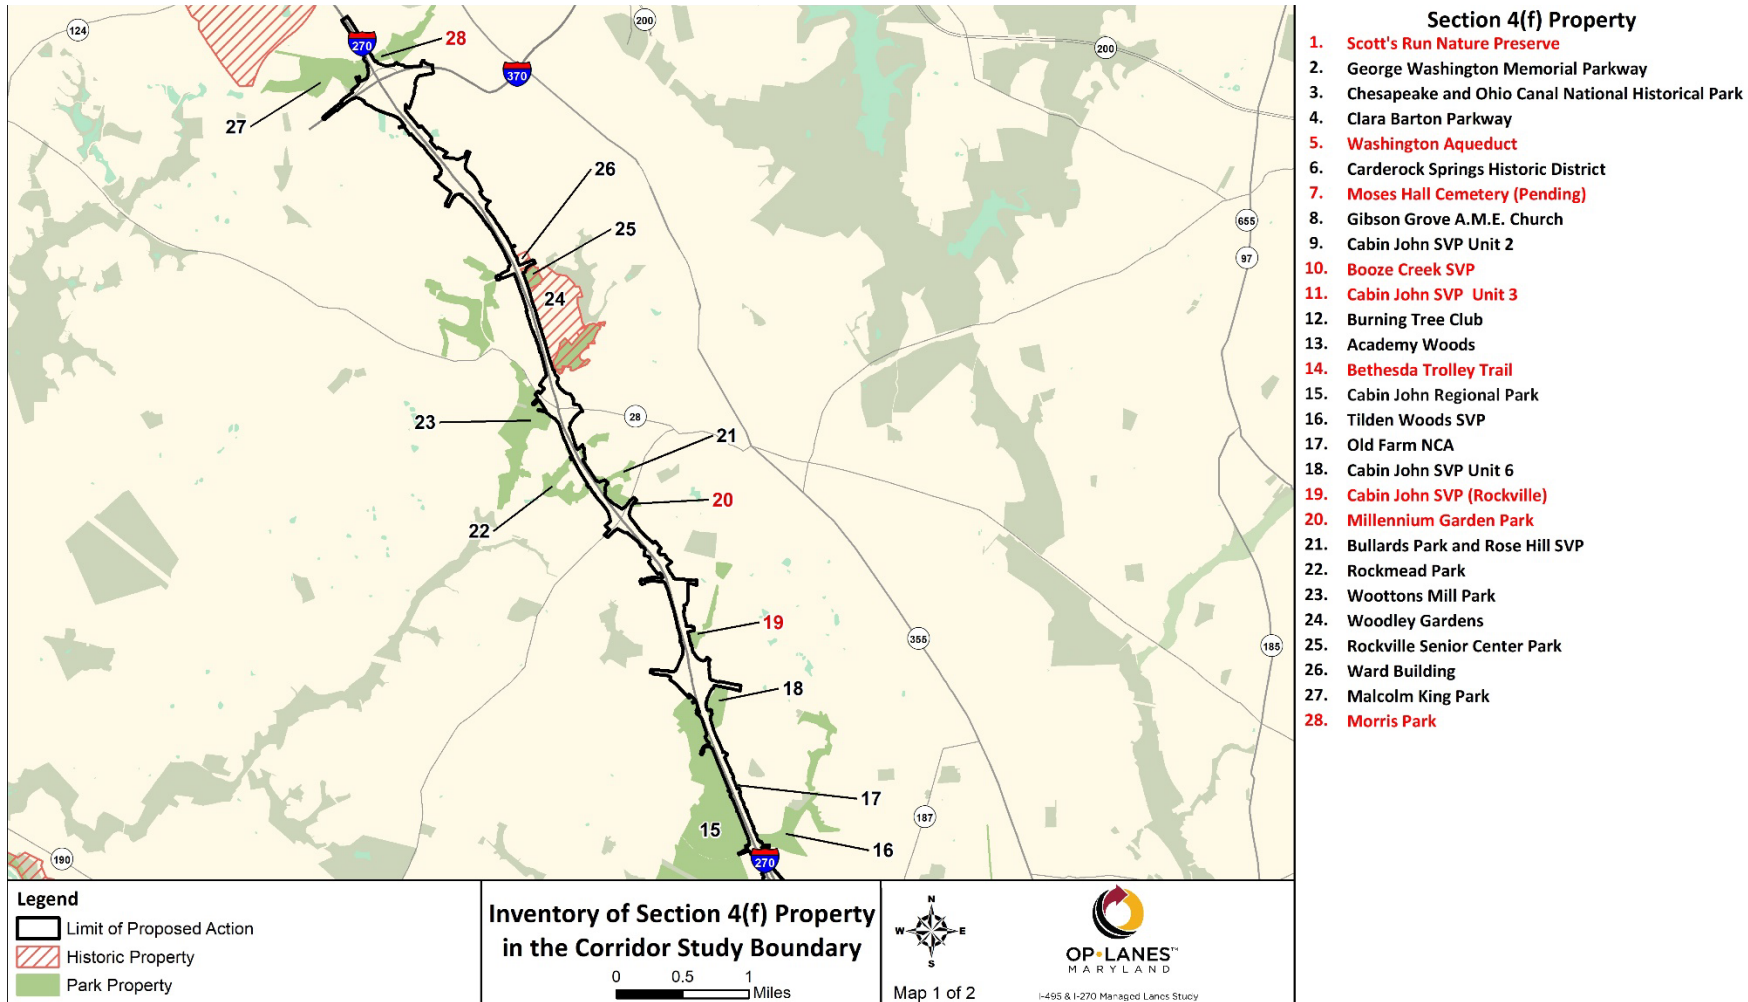 124
270
28
200
200
370
27
26
655
25
97
24
23
28
21
20
22
19
355
185
18
17
187
15
16
190
270
Section 4(f) Property
1. Scott's Run Nature Preserve
2. George Washington Memorial Parkway
3. Chesapeake and Ohio Canal National Historical Park
4. Clara Barton Parkway
5. Washington Aqueduct
6. Carderock Springs Historic District
7. Moses Hall Cemetery (Pending)
8. Gibson Grove A.M.E. Church
9. Cabin John SVP Unit 2
10. Booze Creek SVP
11. Cabin John SVP Unit 3
12. Burning Tree Club
13. Academy Woods
14. Bethesda Trolley Trail
15. Cabin John Regional Park
16. Tilden Woods SVP
17. Old Farm NCA
18. Cabin John SVP Unit 6
19. Cabin John SVP (Rockville)
20. Millennium Garden Park
21. Bullards Park and Rose Hill SVP
22. Rockmead Park
23. Woottons Mill Park
24. Woodley Gardens
25. Rockville Senior Center Park
26. Ward Building
27. Malcolm King Park
28. Morris Park
Legend
Limit of Proposed Action
Historic Property
Park Property
Inventory of Section 4(f) Property
in the Corridor Study Boundary
0 0.5 1
Miles
N
W E
S
Map 1 of 2
OP•LANES™
MARYLAND
I-495 & I-270 Managed Lanes Study